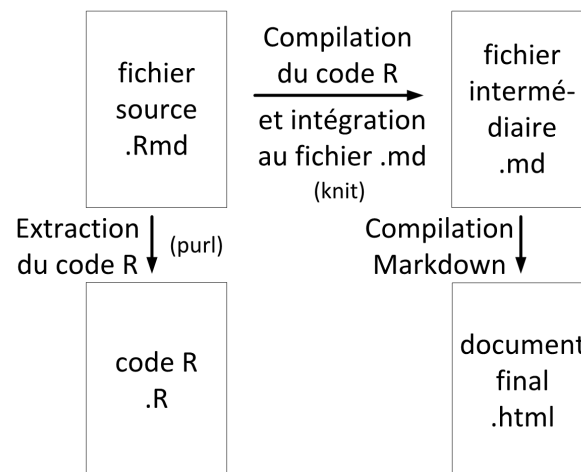 fichier
source
.Rmd
Compilation
du code R
et intégration
au fichier .md
(knit)
fichier
intermé-
diaire
.md
Extraction
du code R
(purl)
Compilation
Markdown
code R
.R
document
final
.html